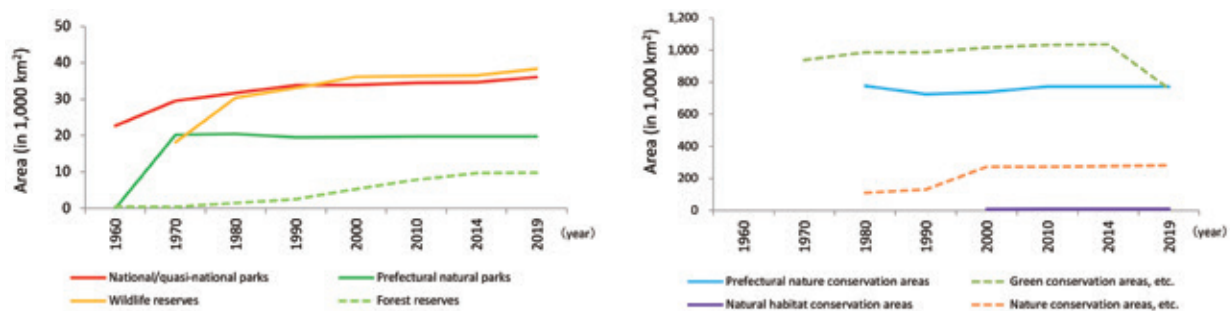 Area (in 1,000 km²)
50
40
30
20
10
0
1960
1970
1980
1990
2000
2010
2014
2019
(year)
National/quasi-national parks
Prefectural natural parks
Wildlife reserves
Forest reserves
Area (in 1,000 km²)
1,200
1,000
800
600
400
200
0
1960
1970
1980
1990
2000
2010
2014
2019
(year)
Prefectural nature conservation areas
Green conservation areas, etc.
Natural habitat conservation areas
Nature conservation areas, etc.